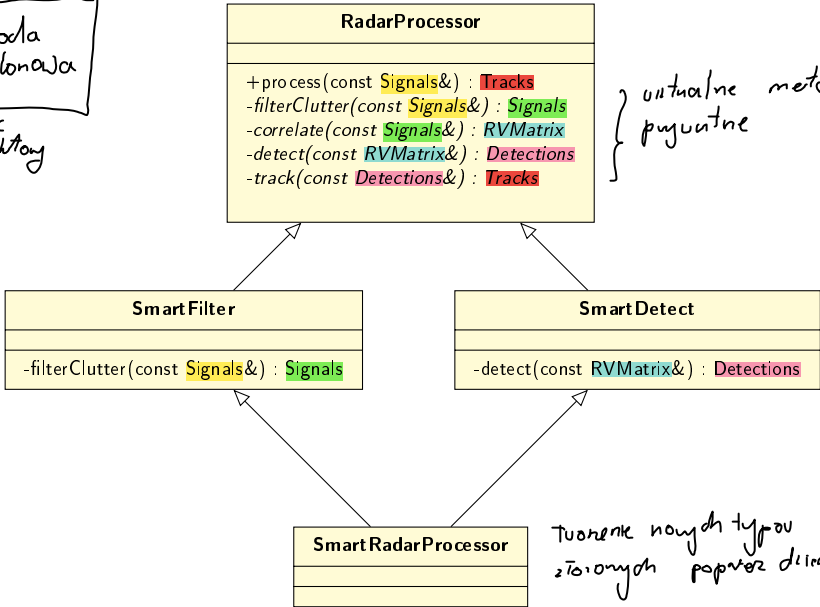 RadarProcessor
+process(const Signals&) : Tracks
-filterClutter(const Signals&) : Signals
-correlate(const Signals&) : RVMatrix
-detect(const RVMatrix&) : Detections
-track(const Detections&) : Tracks
wirtualne
prywatne
SmartFilter
-filterClutter(const Signals&) : Signals
SmartDetect
-detect(const RVMatrix&) : Detections
SmartRadarProcessor
Tworzenie nowych typów
złożonych poprzez